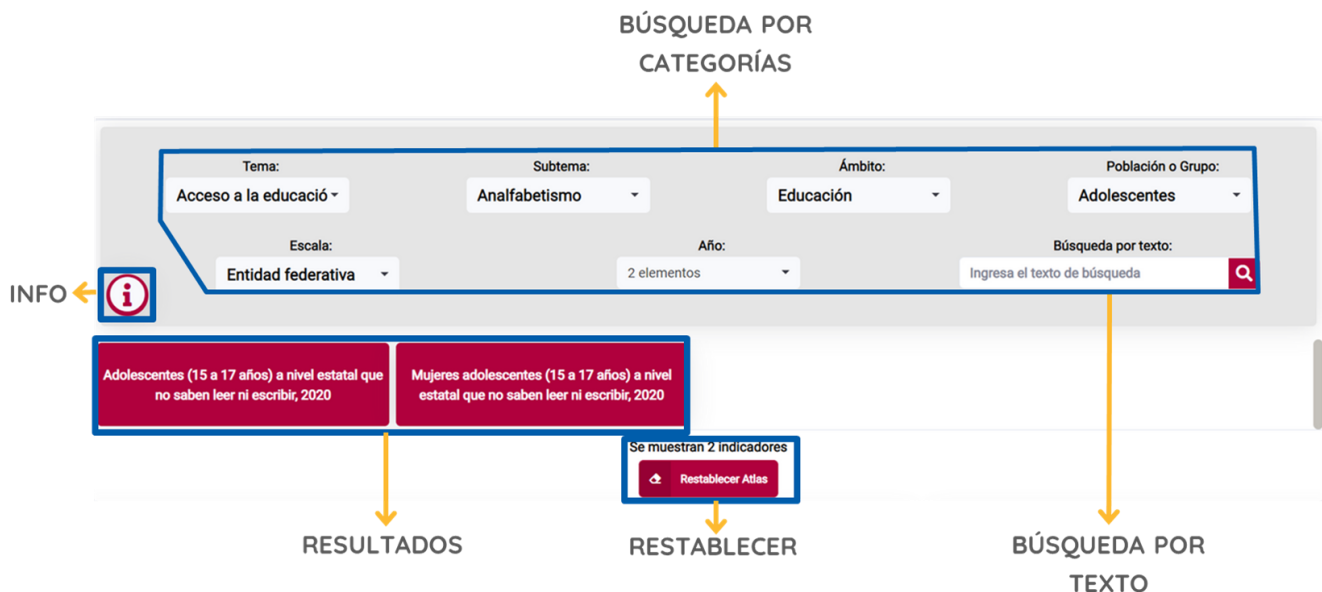 BÚSQUEDA POR
CATEGORÍAS
Tema:
Subtema:
Ámbito:
Población o Grupo:
Acceso a la educació
Analfabetismo
Educación
Adolescentes
Escala:
Año:
Búsqueda por texto:
Entidad federativa
2 elementos
Ingresa el texto de búsqueda
INFO
i
Adolescentes (15 a 17 años) a nivel estatal que
no saben leer ni escribir, 2020
Mujeres adolescentes (15 a 17 años) a nivel
estatal que no saben leer ni escribir, 2020
Se muestran 2 indicadores
Restablecer Atlas
RESULTADOS
RESTABLECER
BÚSQUEDA POR
TEXTO